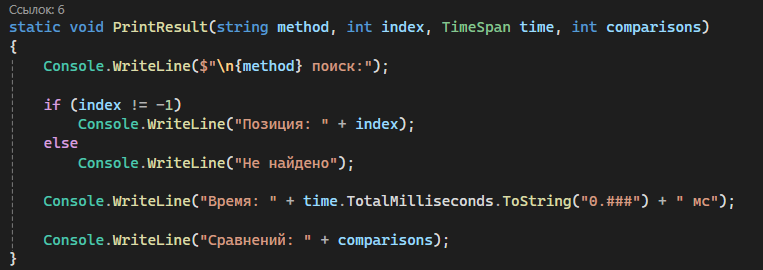 Ссылок: 6
static void PrintResult(string method, int index, TimeSpan time, int comparisons)
{
    Console.WriteLine($"\n{method} поиск:");

    if (index != -1)
        Console.WriteLine("Позиция: " + index);
    else
        Console.WriteLine("Не найдено");

    Console.WriteLine("Время: " + time.TotalMilliseconds.ToString("0.###") + " мс");

    Console.WriteLine("Сравнений: " + comparisons);
}